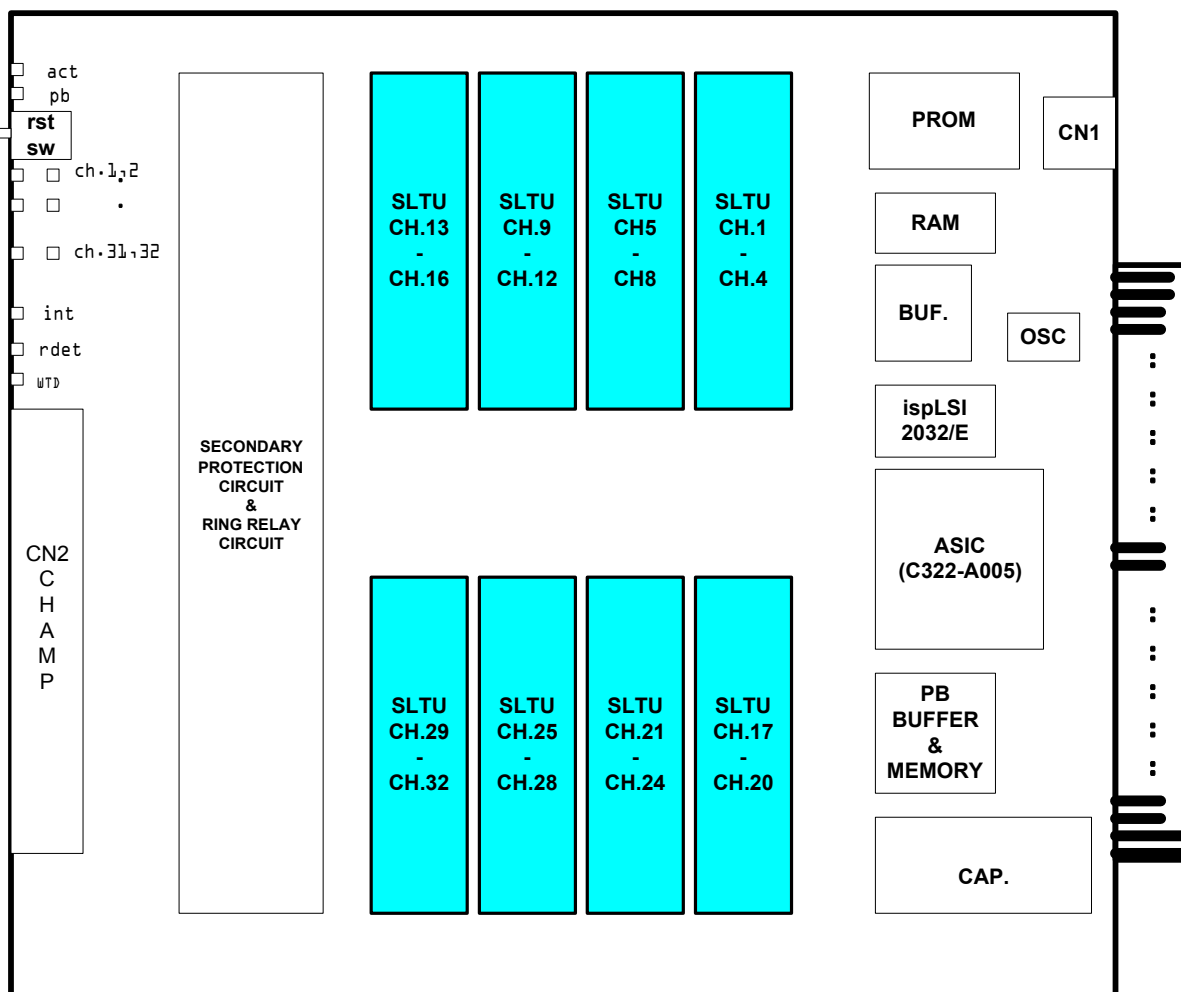 act
pb
rst
sw
ch.1,2
.
.
ch.31,32
int
rdet
WTD
CN2
C
H
A
M
P
SECONDARY
PROTECTION
CIRCUIT
&
RING RELAY
CIRCUIT
SLTU
CH.13
-
CH.16
SLTU
CH.9
-
CH.12
SLTU
CH5
-
CH8
SLTU
CH.1
-
CH.4
SLTU
CH.29
-
CH.32
SLTU
CH.25
-
CH.28
SLTU
CH.21
-
CH.24
SLTU
CH.17
-
CH.20
PROM
CN1
RAM
BUF.
OSC
ispLSI
2032/E
ASIC
(C322-A005)
PB
BUFFER
&
MEMORY
CAP.